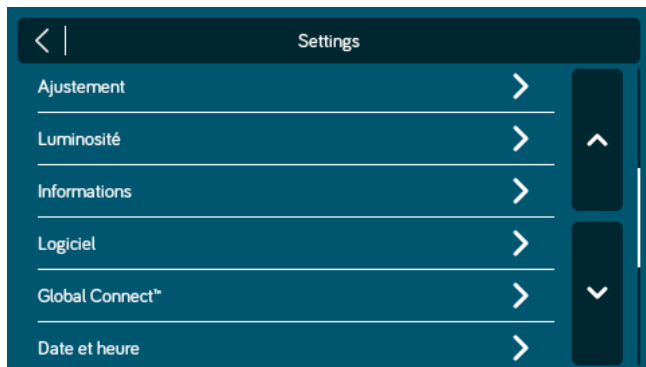 Settings
Ajustement
Luminosité
Informations
Logiciel
Global Connect™
Date et heure